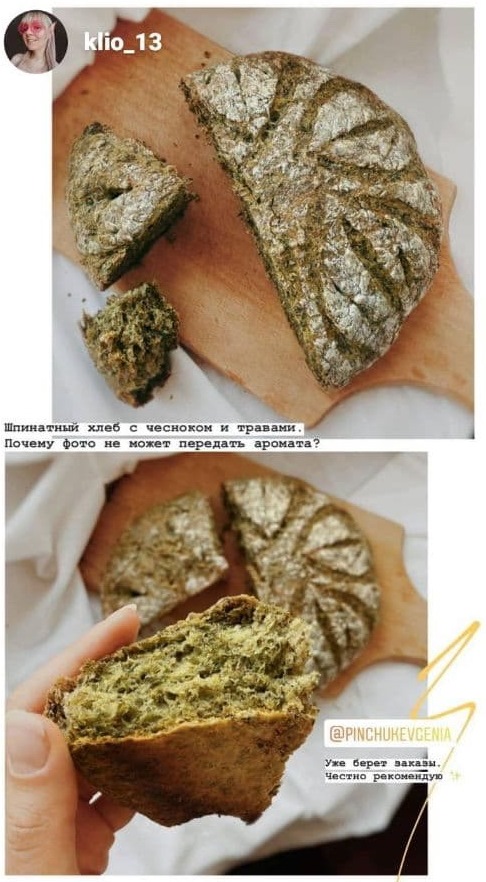 klio_13
Шпинатный хлеб с чесноком и травами.
Почему фото не может передать аромата?
@PINCHUKEVGENIA
Уже берет заказы.
Честно рекомендую ✨